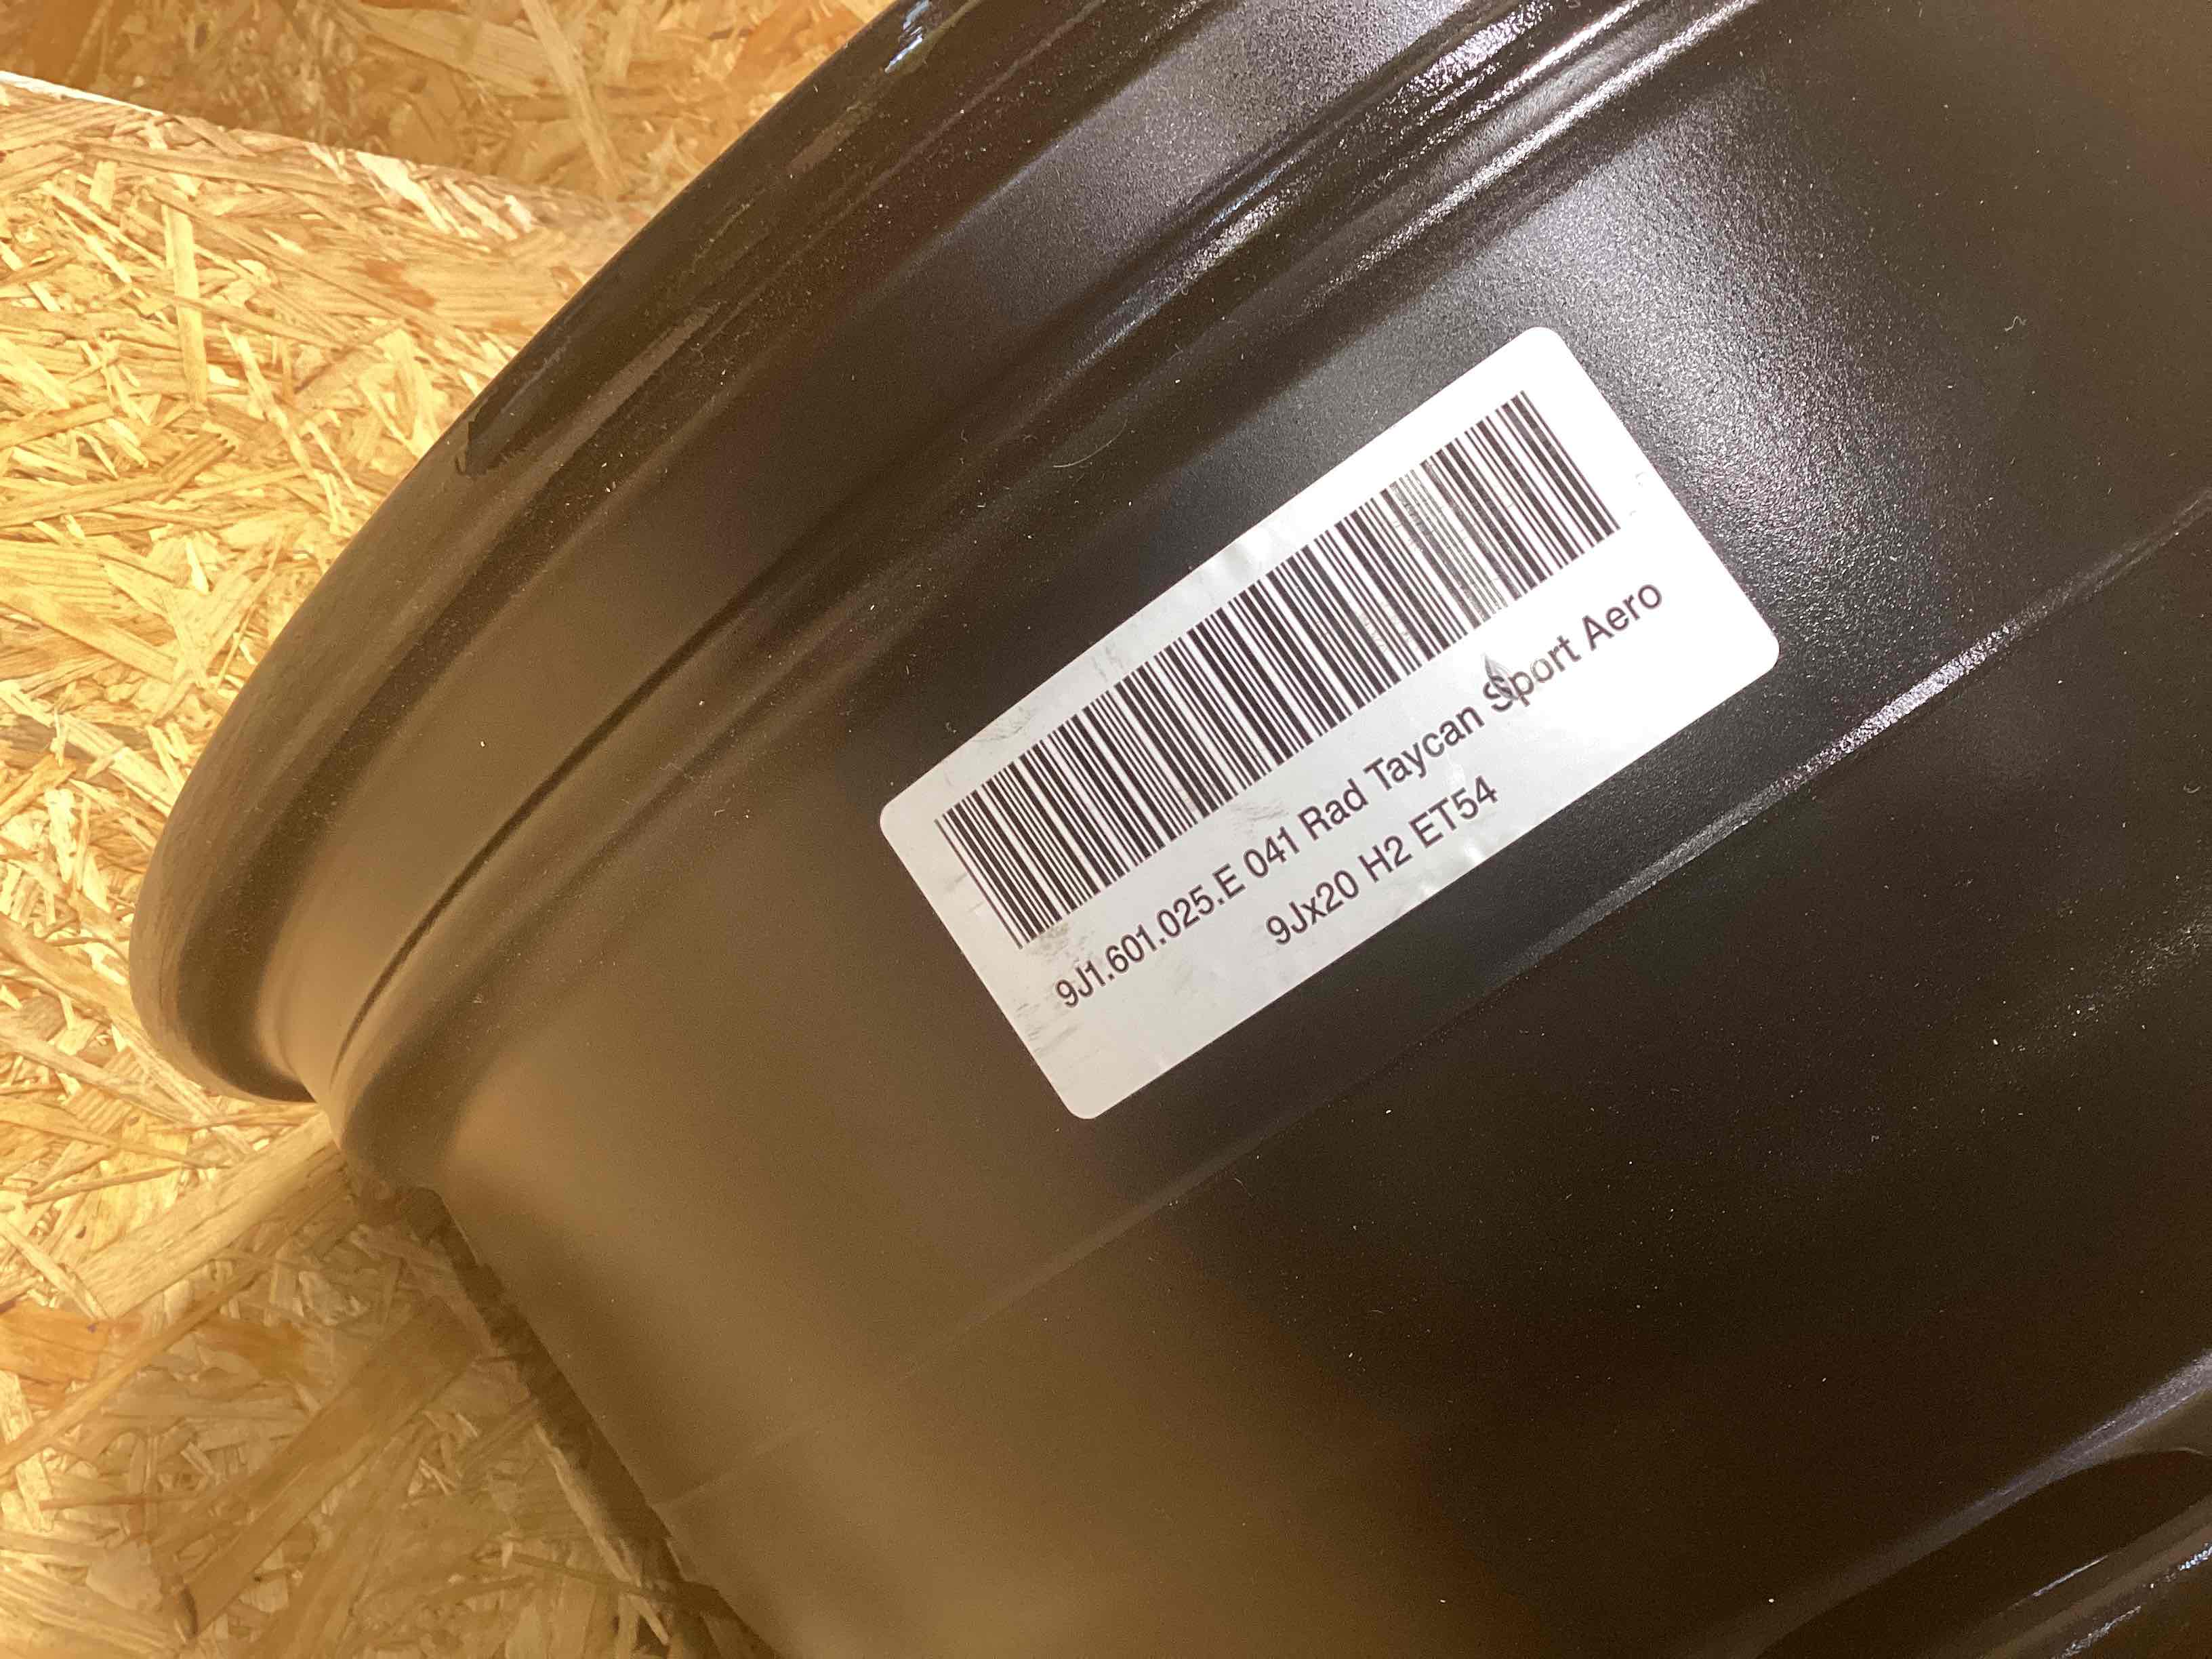 9J1.601.025.E 041 Rad Taycan Sport Aero
9Jx20 H2 ET54